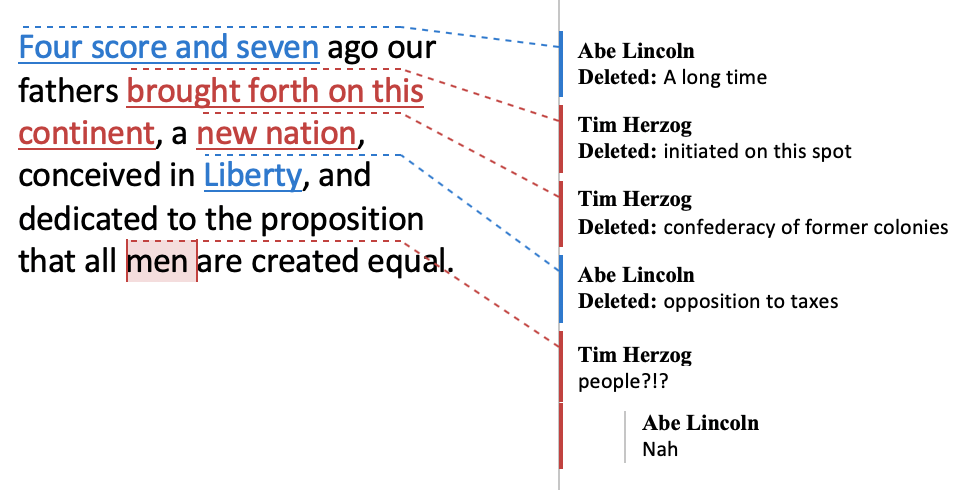 Four score and seven ago our
fathers brought forth on this
continent, a new nation,
conceived in Liberty, and
dedicated to the proposition
that all men are created equal.
Abe Lincoln
Deleted: A long time
Tim Herzog
Deleted: initiated on this spot
Tim Herzog
Deleted: confederacy of former colonies
Abe Lincoln
Deleted: opposition to taxes
Tim Herzog
people?!?
Abe Lincoln
Nah